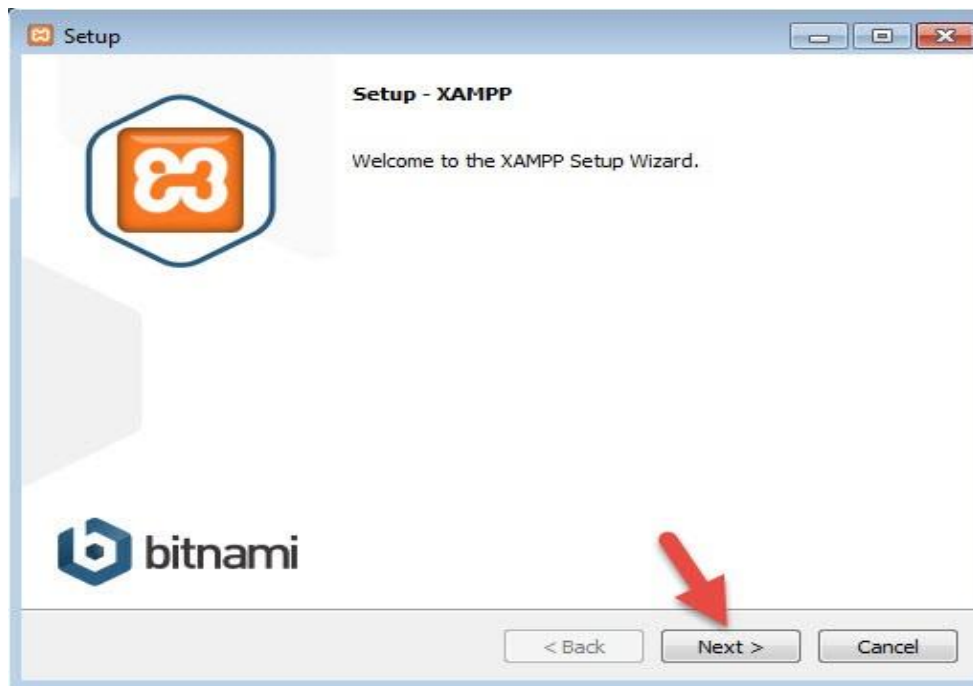 Setup
Setup - XAMPP
Welcome to the XAMPP Setup Wizard.
bitnami
< Back Next > Cancel